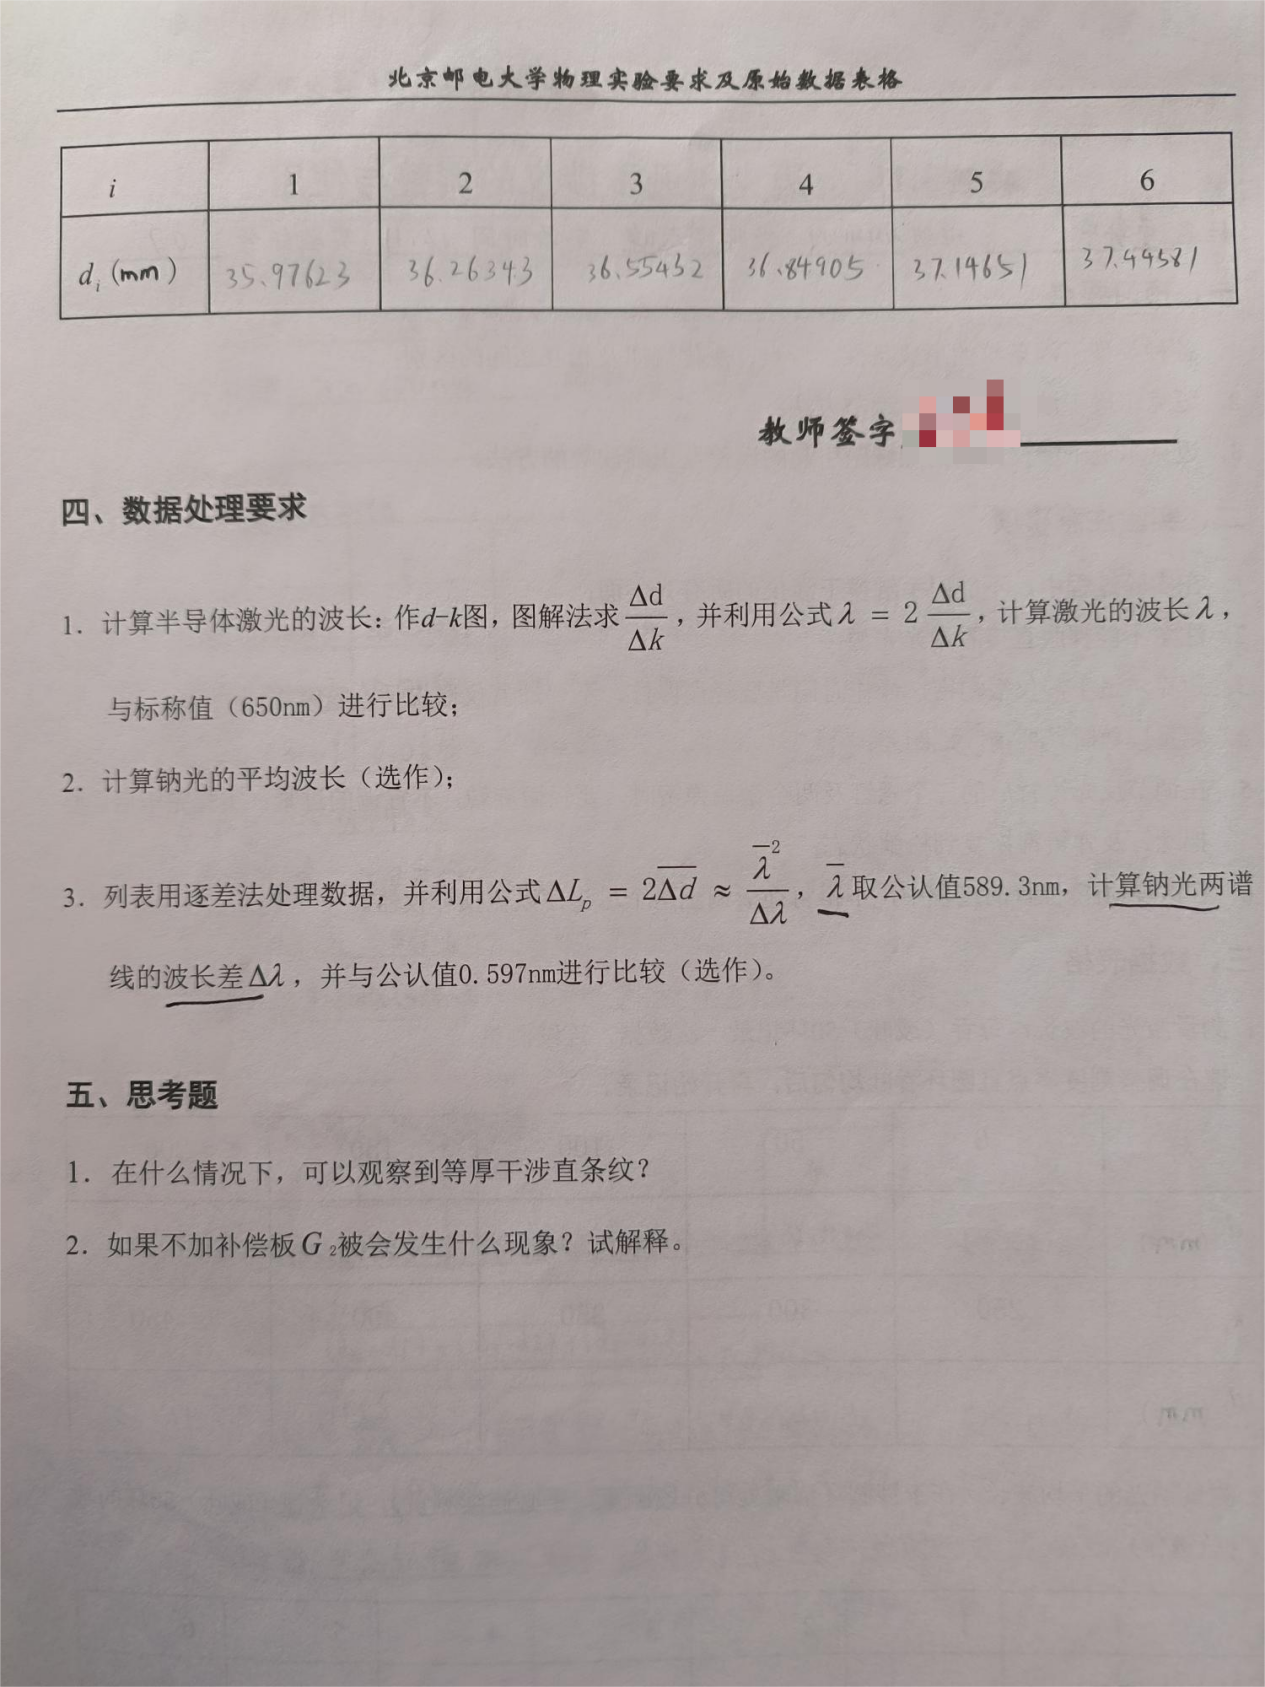 北京邮电大学物理实验要求及原始数据表格
i 1 2 3 4 5 6
d_i (mm) 35.97623 36.26343 36.55432 36.84905 37.14651 37.44581
教师签字
四、数据处理要求
1. 计算半导体激光的波长：作d-k图，图解法求Δd/Δk，并利用公式λ = 2 Δd/Δk，计算激光的波长λ，
与标称值（650nm）进行比较；
2. 计算钠光的平均波长（选作）；
3. 列表用逐差法处理数据，并利用公式ΔL_p = 2\overline{Δd} ≈ \overline{λ}²/Δλ，\overline{λ}取公认值589.3nm，计算钠光两谱
线的波长差Δλ，并与公认值0.597nm进行比较（选作）。
五、思考题
1. 在什么情况下，可以观察到等厚干涉直条纹？
2. 如果不加补偿板G₂被会发生什么现象？试解释。